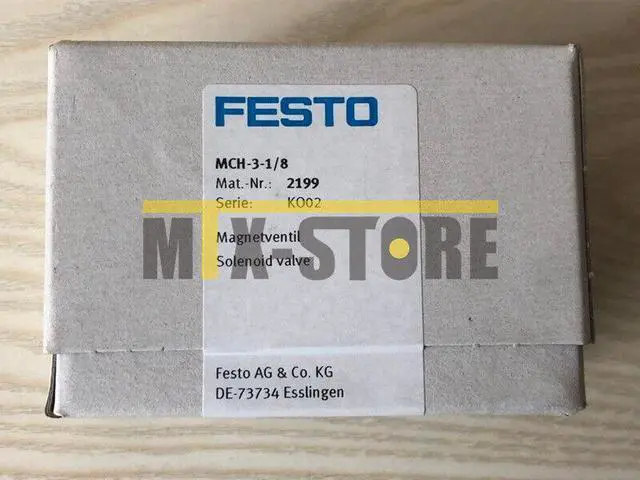 FESTO
MCH-3-1/8
Mat.-Nr.: 2199
Serie: KO02
MTX-STORE
Magnetventil
Solenoid valve
Festo AG & Co. KG
DE-73734 Esslingen